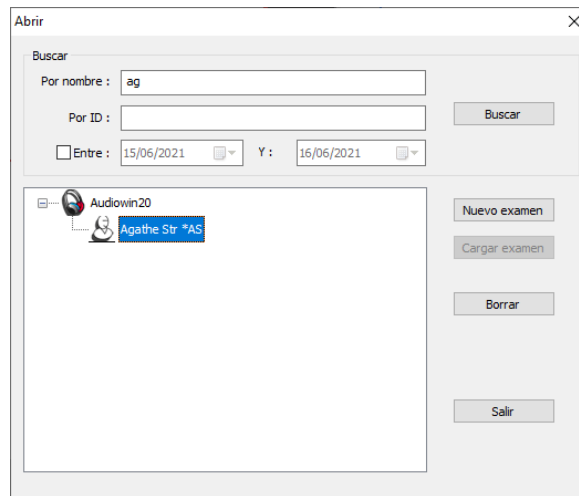 Abrir
Buscar
Por nombre : ag
Por ID :
Buscar
Entre : 15/06/2021 Y : 16/06/2021
Audiowin20
Agathe Str *AS
Nuevo examen
Cargar examen
Borrar
Salir